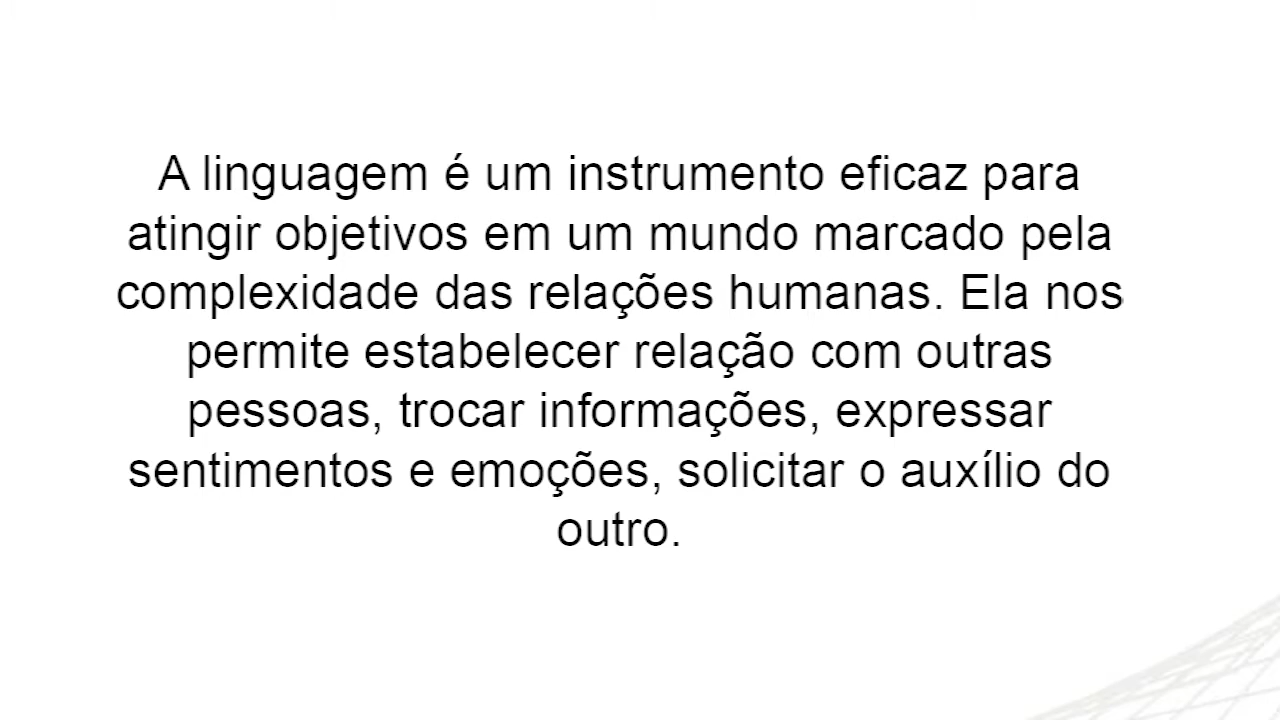 A linguagem é um instrumento eficaz para
atingir objetivos em um mundo marcado pela
complexidade das relações humanas. Ela nos
permite estabelecer relação com outras
pessoas, trocar informações, expressar
sentimentos e emoções, solicitar o auxílio do
outro.